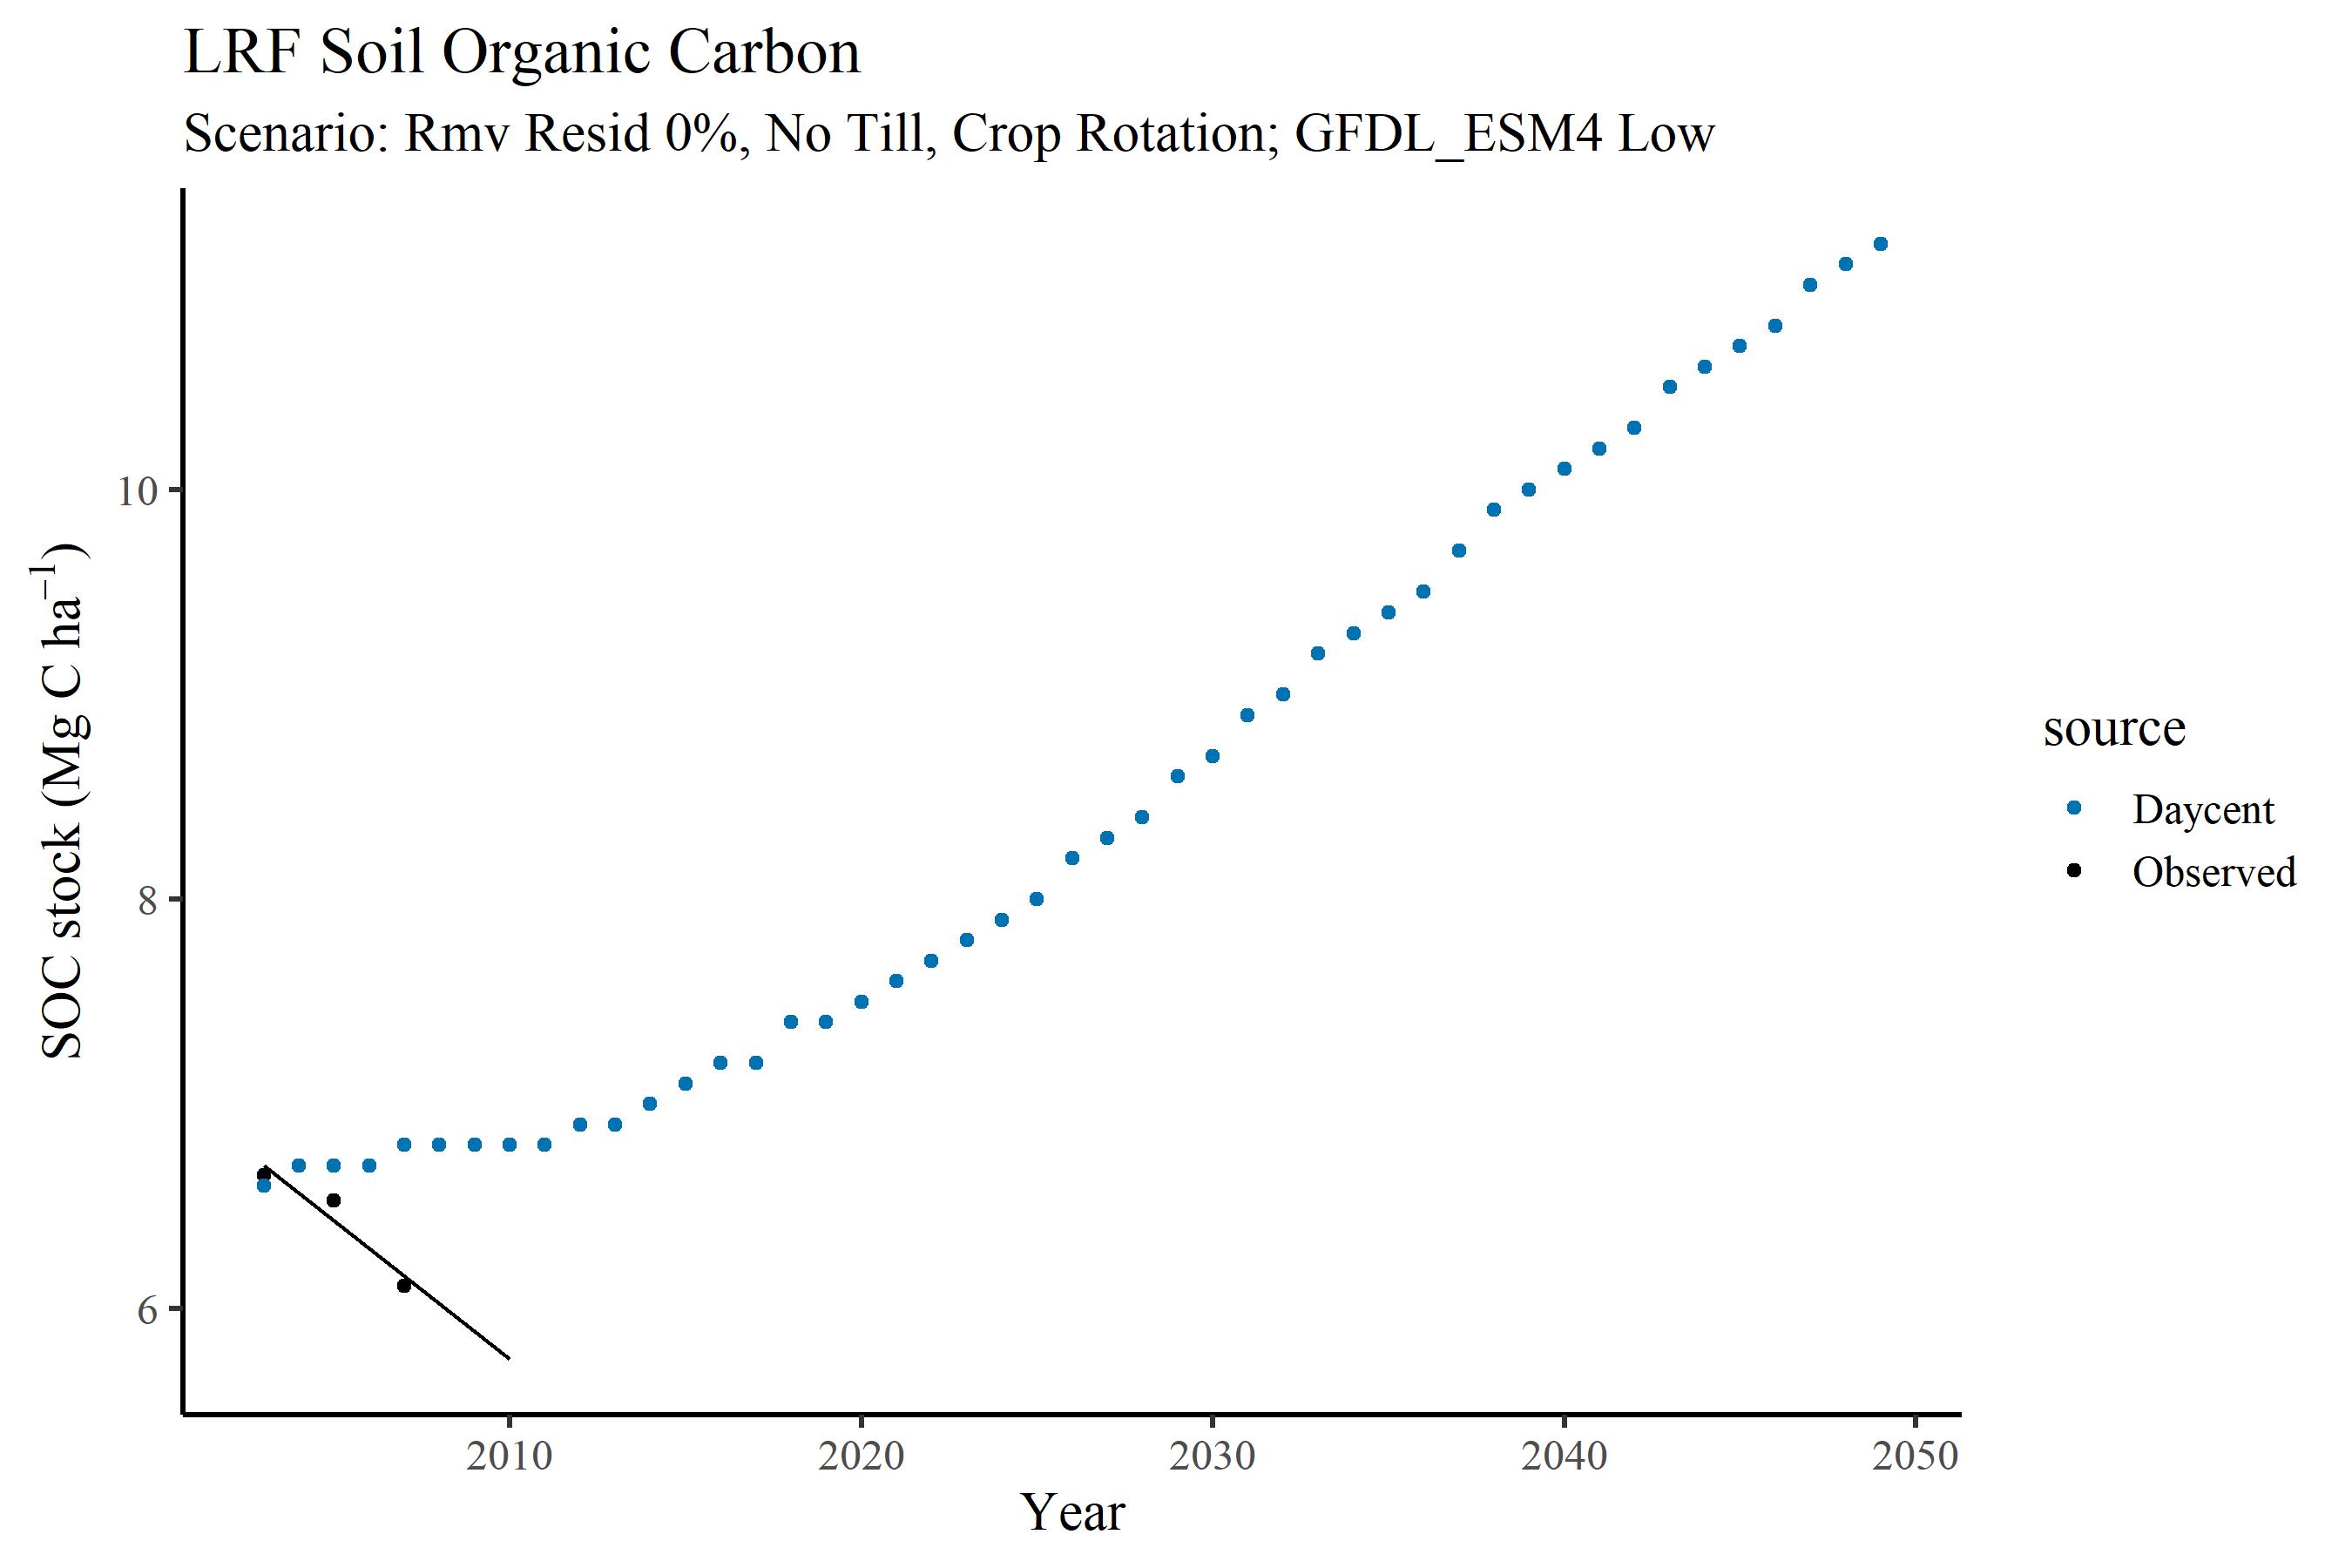 LRF Soil Organic Carbon
Scenario: Rmv Resid 0%, No Till, Crop Rotation; GFDL_ESM4 Low
SOC stock (Mg C ha⁻¹)
10
8
6
2010 2020 2030 2040 2050
Year
source
Daycent
Observed